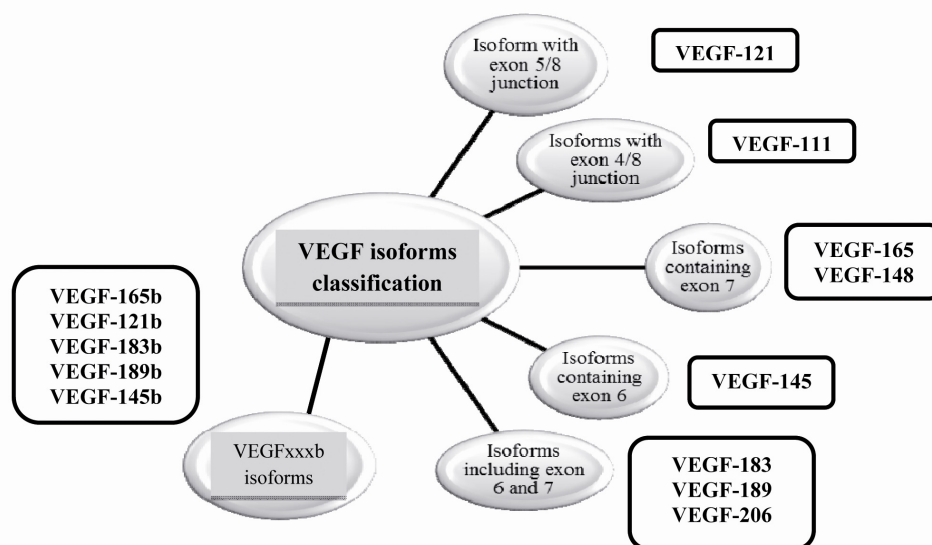 Isoform with
exon 5/8
junction
VEGF-121
Isoforms with
exon 4/8
junction
VEGF-111
VEGF isoforms
classification
Isoforms
containing
exon 7
VEGF-165
VEGF-148
VEGF-165b
VEGF-121b
VEGF-183b
VEGF-189b
VEGF-145b
Isoforms
containing
exon 6
VEGF-145
VEGFxxxb
isoforms
Isoforms
including exon
6 and 7
VEGF-183
VEGF-189
VEGF-206